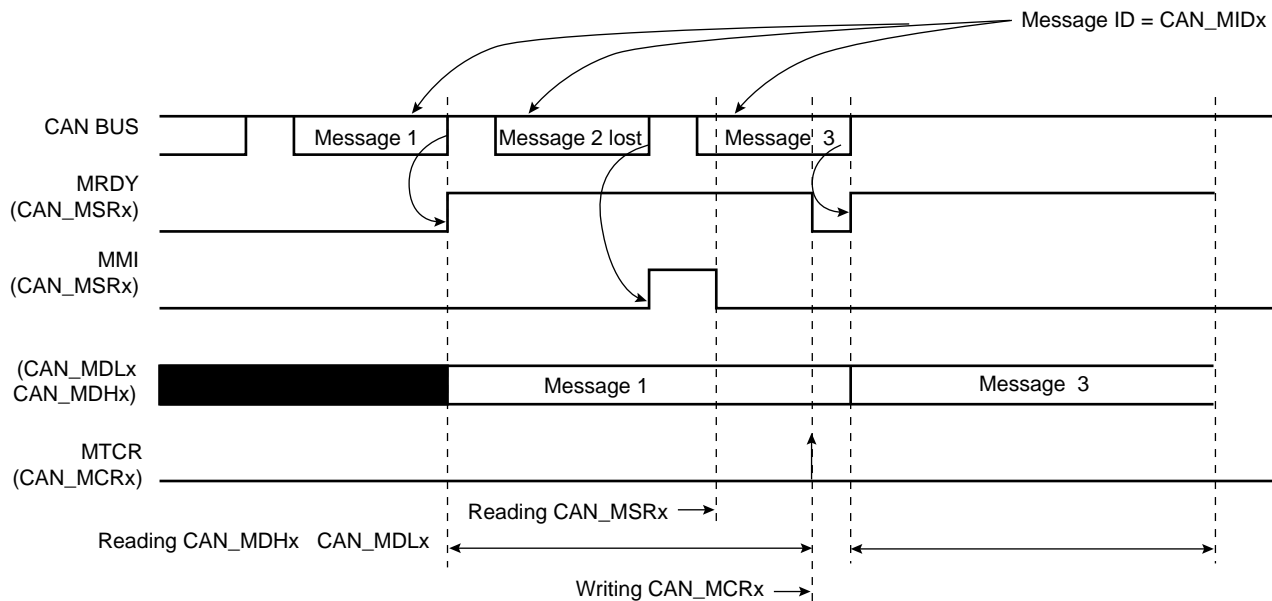 Message ID = CAN_MIDx
CAN BUS
Message 1
Message 2 lost
Message 3
MRDY
(CAN_MSRx)
MMI
(CAN_MSRx)
(CAN_MDLx
CAN_MDHx)
Message 1
Message 3
MTCR
(CAN_MCRx)
Reading CAN_MSRx
Reading CAN_MDHx CAN_MDLx
Writing CAN_MCRx